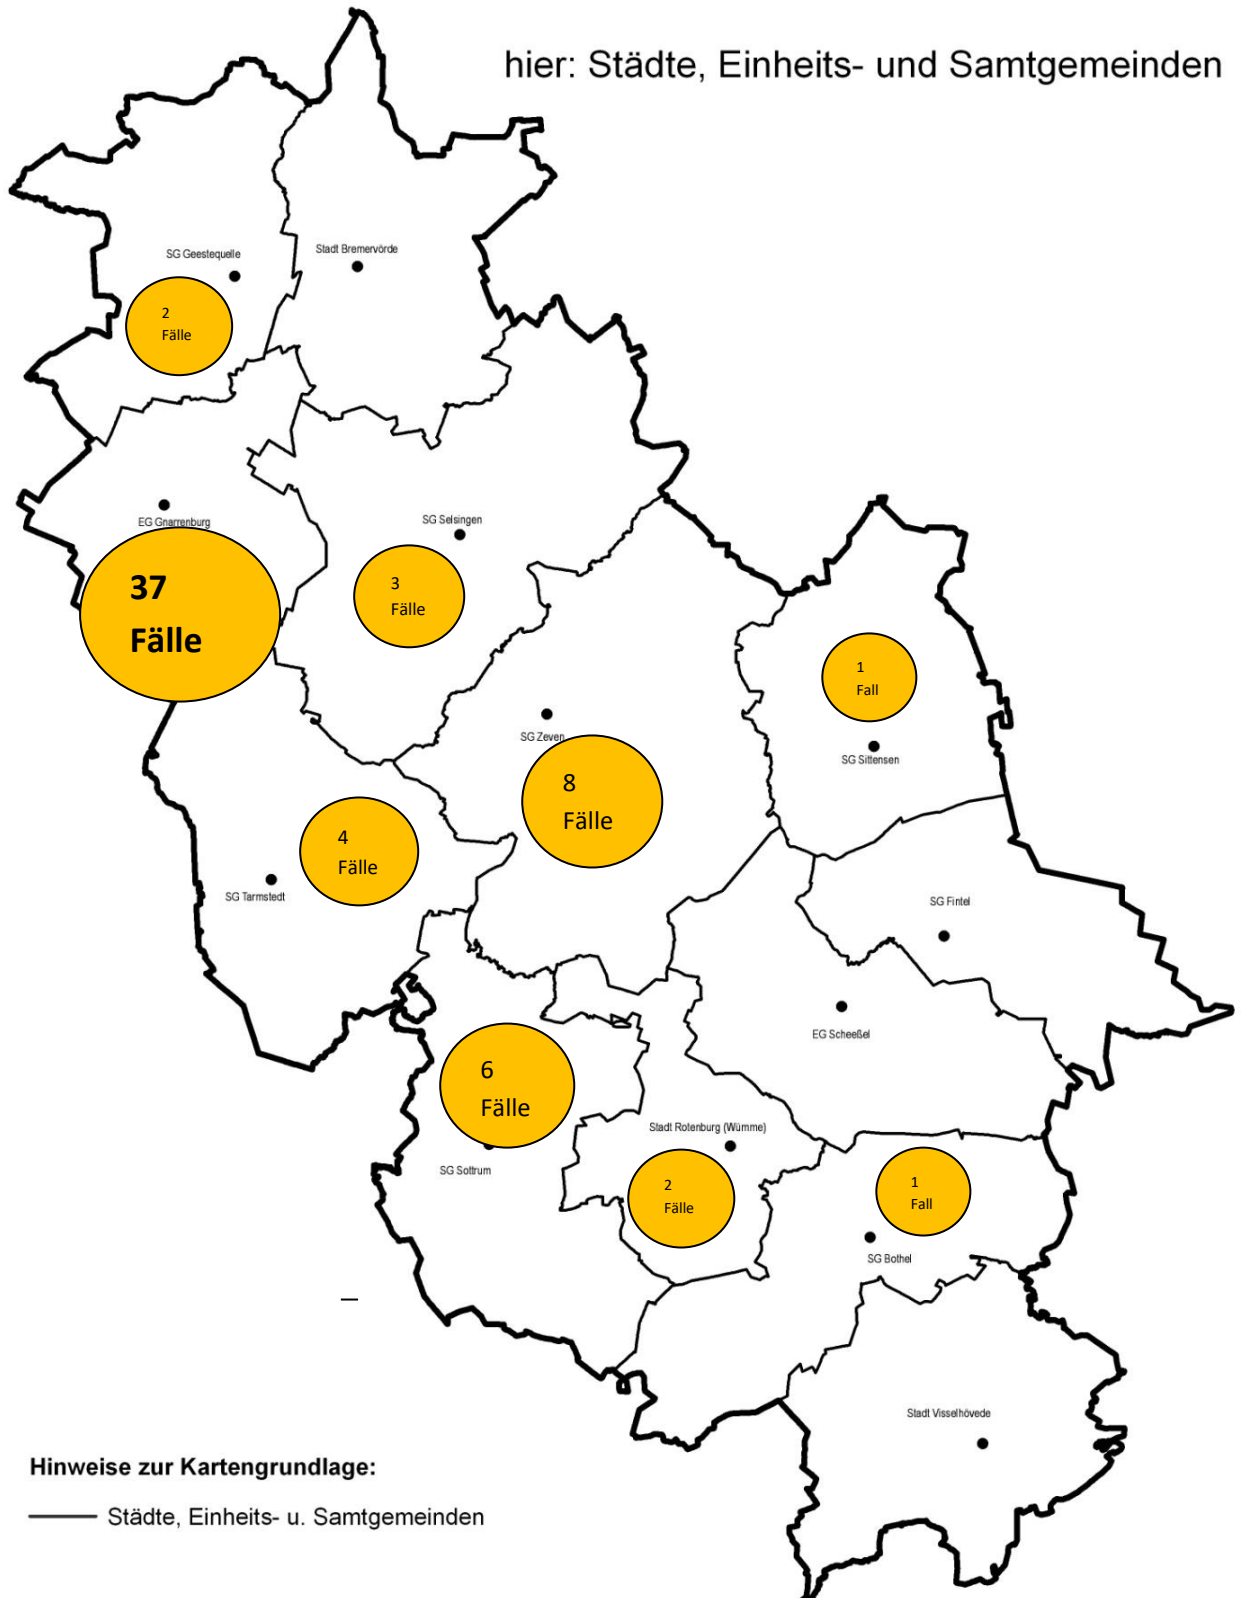 hier: Städte, Einheits- und Samtgemeinden
Stadt Bremervörde
SG Geestequelle
2
Fälle
EG Gnarrenburg
SG Selsingen
37
Fälle
3
Fälle
1
Fall
SG Zeven
SG Sittensen
8
Fälle
4
Fälle
SG Tarmstedt
SG Fintel
EG Scheeßel
6
Fälle
Stadt Rotenburg (Wümme)
SG Sottrum
2
Fälle
1
Fall
SG Bothel
Stadt Visselhövede
Hinweise zur Kartengrundlage:
Städte, Einheits- u. Samtgemeinden